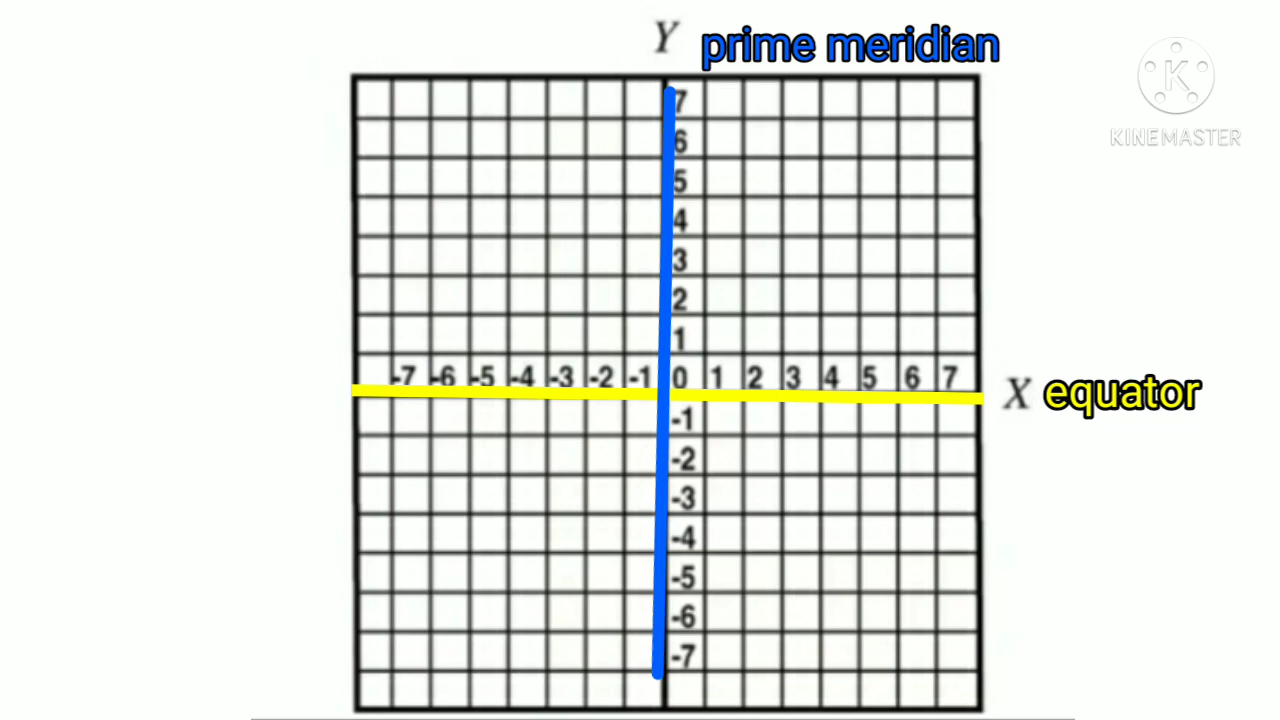 Y prime meridian
K
KINEMASTER
7
6
5
4
3
2
1
-7 -6 -5 -4 -3 -2 -1 0 1 2 3 4 5 6 7
X equator
-1
-2
-3
-4
-5
-6
-7